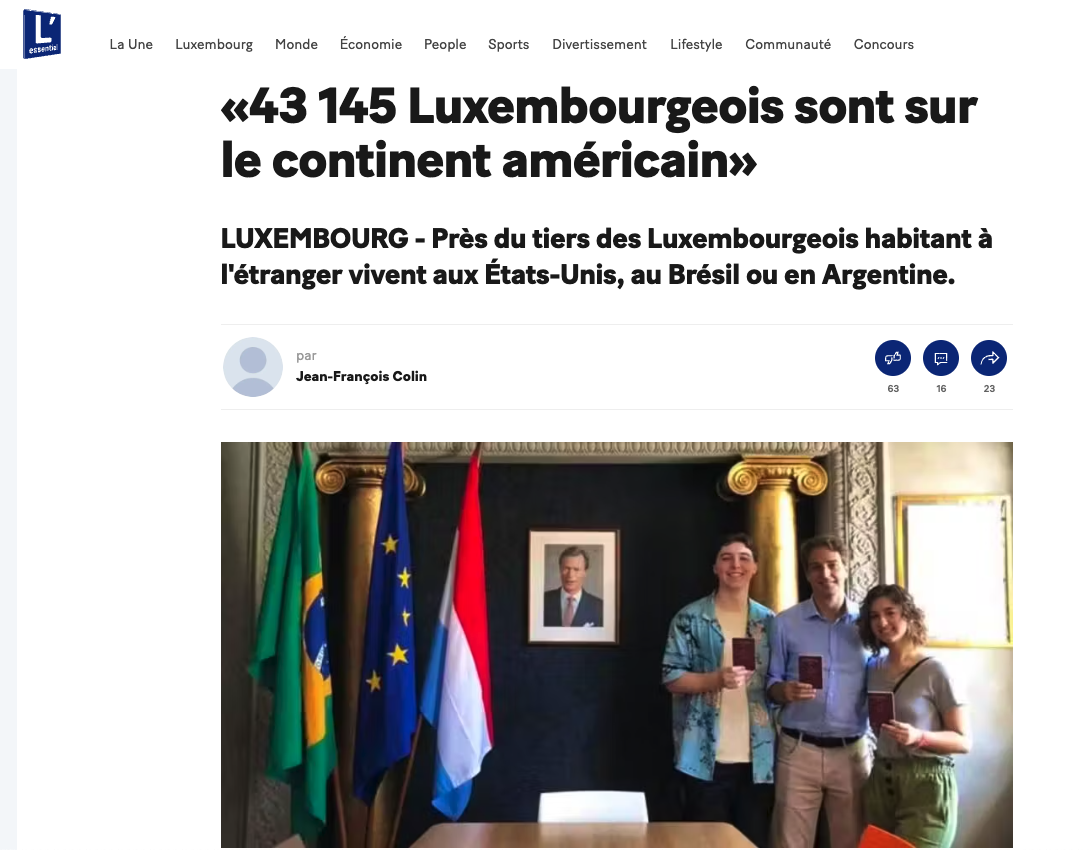 L'
essentiel
La Une Luxembourg Monde Économie People Sports Divertissement Lifestyle Communauté Concours
«43 145 Luxembourgeois sont sur
le continent américain»
LUXEMBOURG - Près du tiers des Luxembourgeois habitant à
l'étranger vivent aux États-Unis, au Brésil ou en Argentine.
par
Jean-François Colin
63 16 23